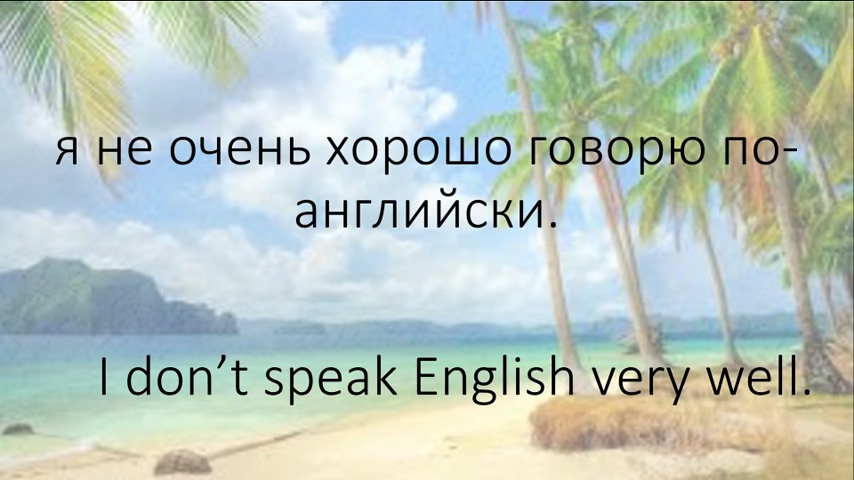 я не очень хорошо говорю по-
английски.
I don’t speak English very well.